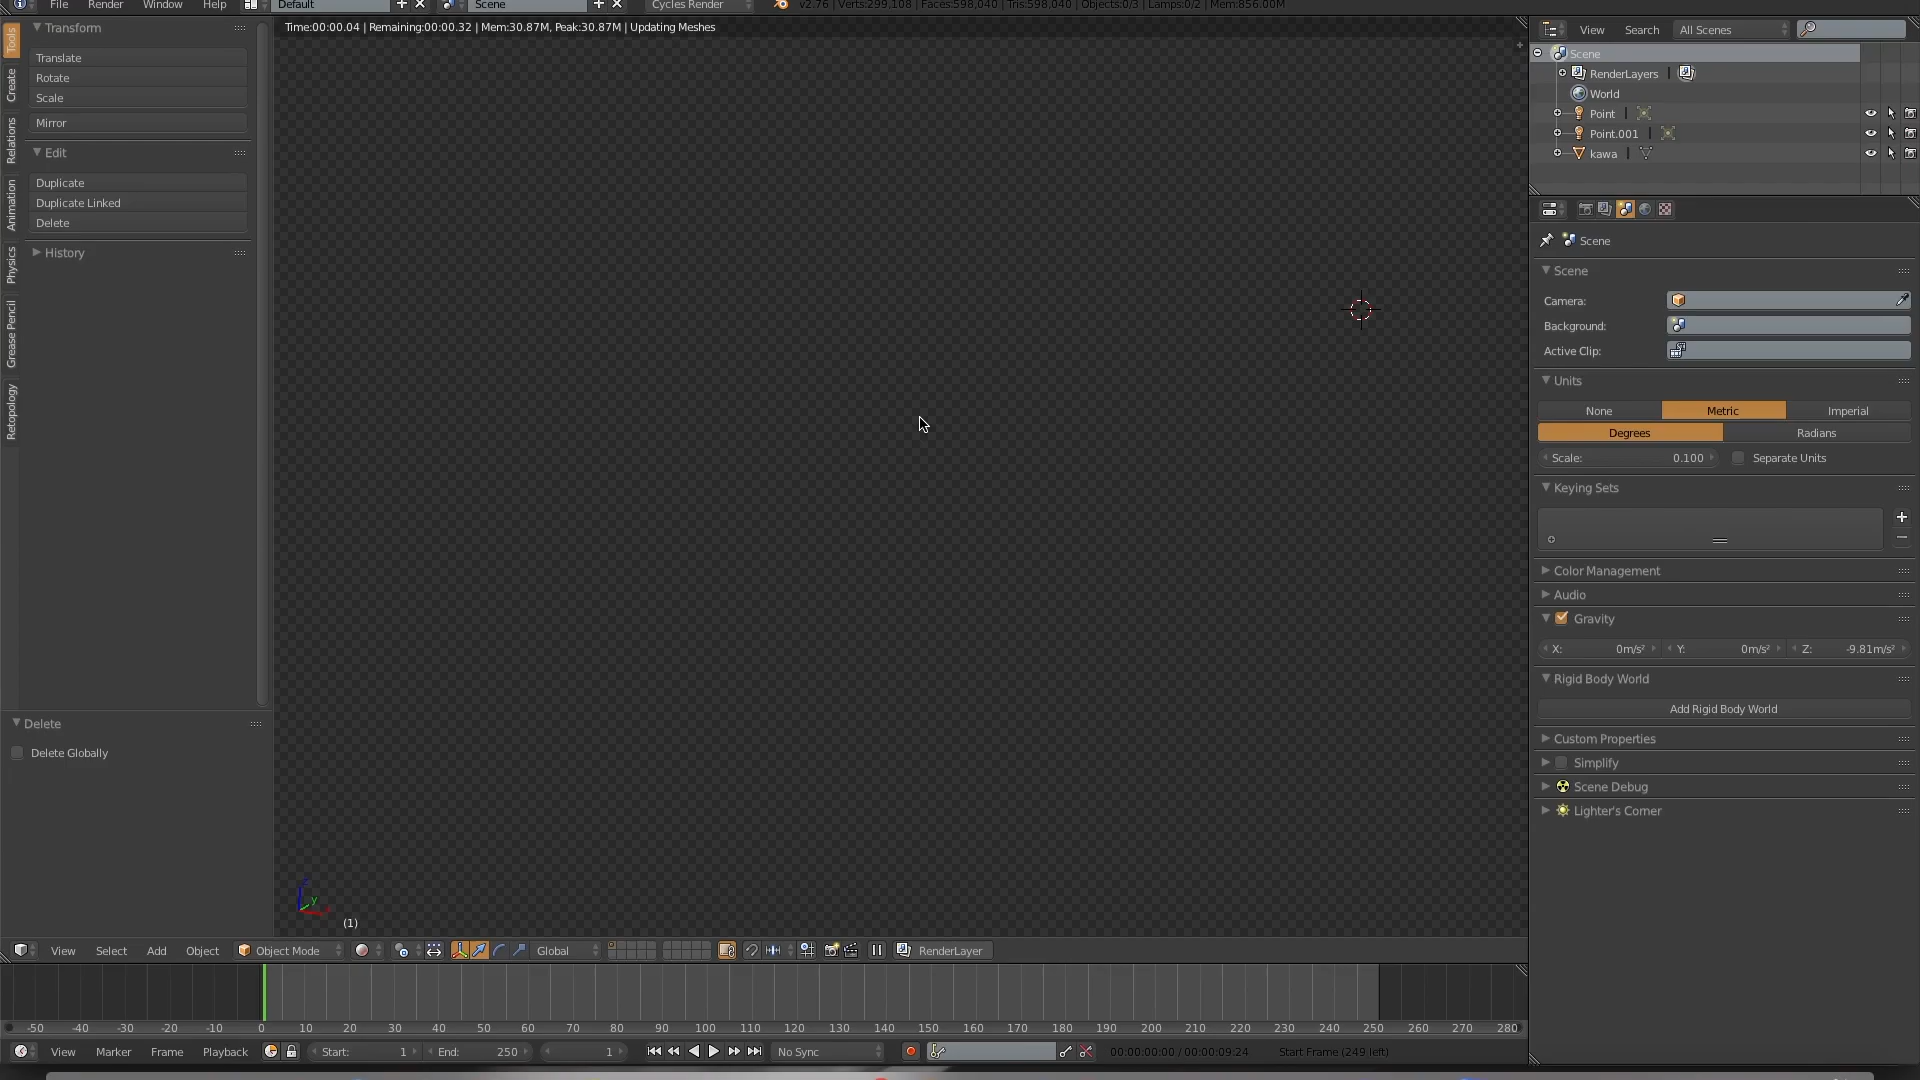 File Render Window Help Default Scene Cycles Render v2.76 | Verts:299,108 | Faces:598,040 | Tris:598,040 | Objects:0/3 | Lamps:0/2 | Mem:856.00M
Time:00:00.04 | Remaining:00:00.32 | Mem:30.87M, Peak:30.87M | Updating Meshes
Tools
Create
Relations
Animation
Physics
Grease Pencil
Retopology
Transform
Translate
Rotate
Scale
Mirror
Edit
Duplicate
Duplicate Linked
Delete
History
Delete
Delete Globally
z
y
(1)
View Select Add Object Object Mode Global RenderLayer
-50 -40 -30 -20 -10 0 10 20 30 40 50 60 70 80 90 100 110 120 130 140 150 160 170 180 190 200 210 220 230 240 250 260 270 280
View Marker Frame Playback Start: 1 End: 250 1 No Sync 00:00:00:00 / 00:00:09:24 Start Frame (249 left)
View Search All Scenes
Scene
RenderLayers |
World
Point |
Point.001 |
kawa |
Scene
Scene
Camera:
Background:
Active Clip:
Units
None Metric Imperial
Degrees Radians
Scale: 0.100 Separate Units
Keying Sets
Color Management
Audio
Gravity
X: 0m/s² Y: 0m/s² Z: -9.81m/s²
Rigid Body World
Add Rigid Body World
Custom Properties
Simplify
Scene Debug
Lighter's Corner